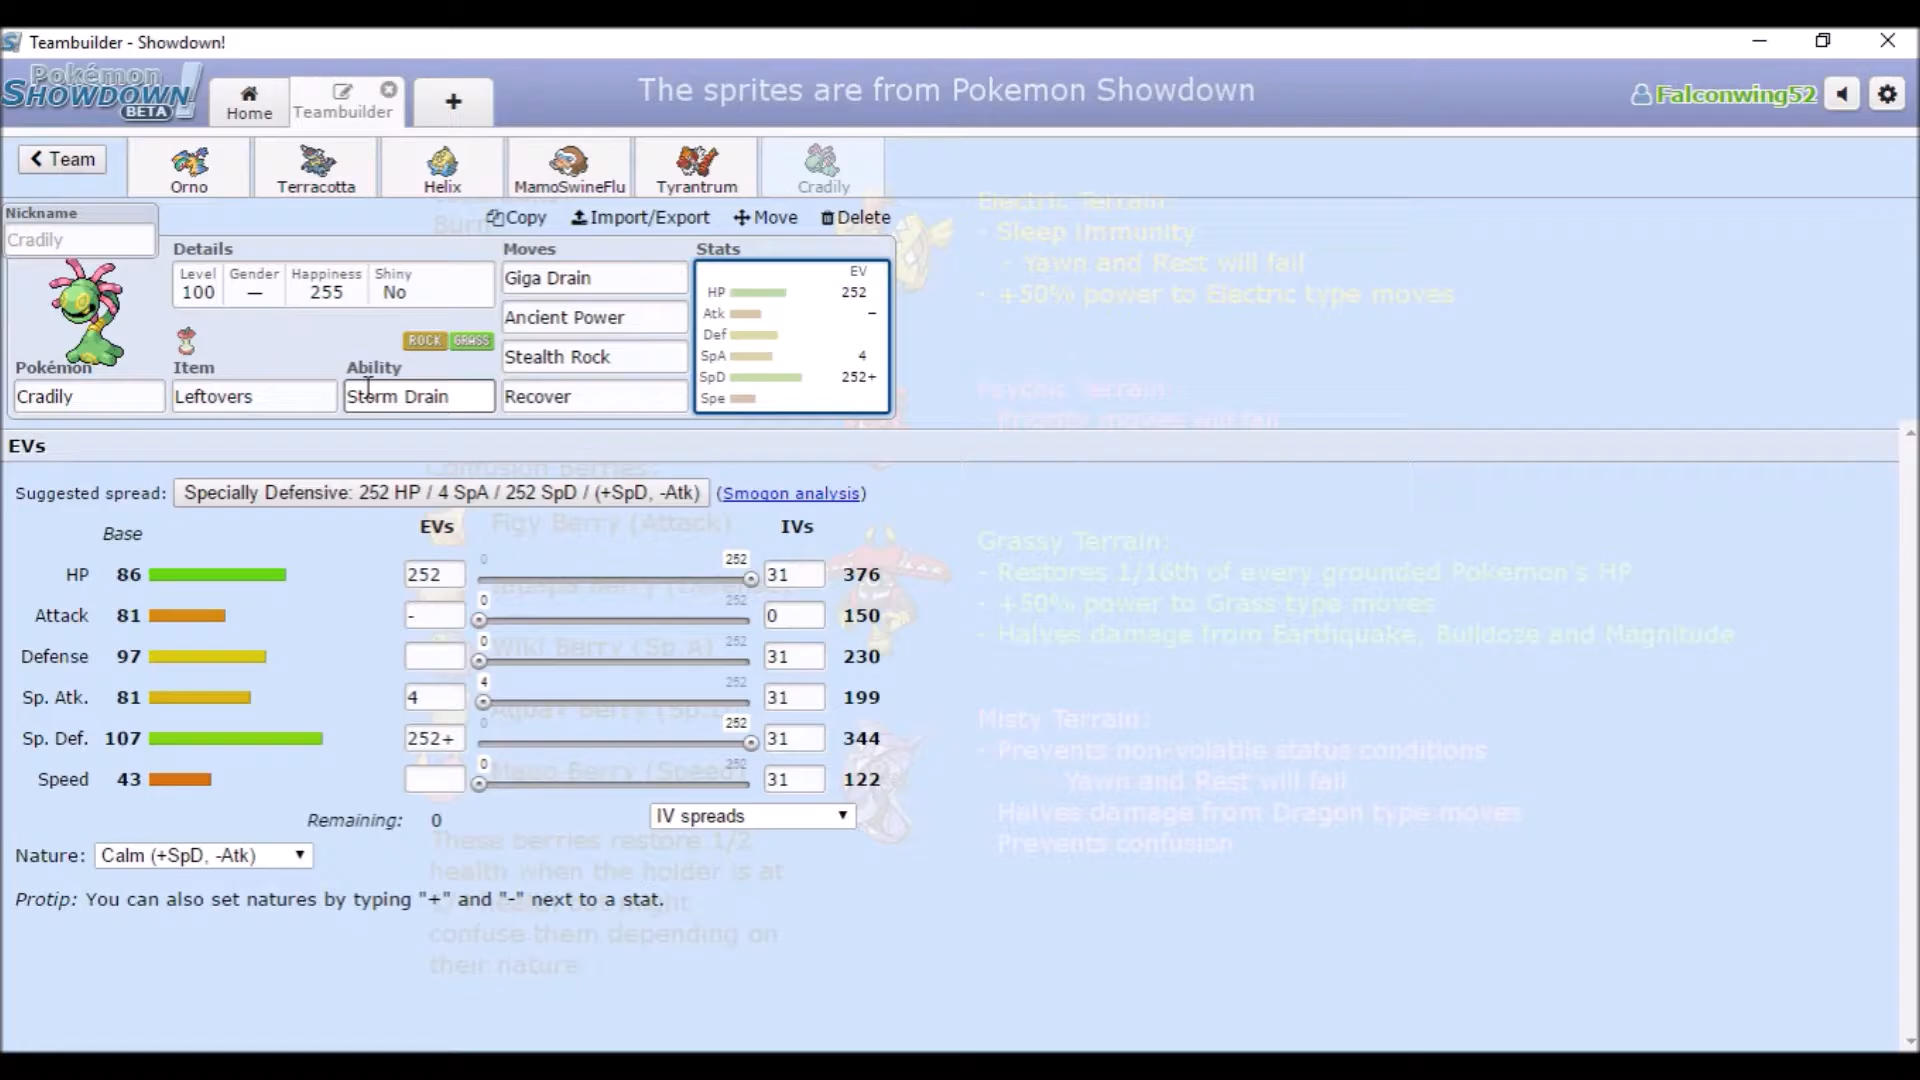 Teambuilder - Showdown!
Pokémon
SHOWDOWN!
BETA
Home
Teambuilder
+
The sprites are from Pokemon Showdown
Falconwing52
Team
Orno
Terracotta
Helix
MamoSwineFlu
Tyrantrum
Cradily
Nickname
Cradily
Copy
Import/Export
Move
Delete
Details
Level
100
Gender
—
Happiness
255
Shiny
No
ROCK GRASS
Pokémon
Cradily
Item
Leftovers
Ability
Storm Drain
Moves
Giga Drain
Ancient Power
Stealth Rock
Recover
Stats
EV
HP 252
Atk -
Def
SpA 4
SpD 252+
Spe
EVs
Suggested spread: Specially Defensive: 252 HP / 4 SpA / 252 SpD / (+SpD, -Atk) (Smogon analysis)
Base EVs IVs
HP 86 252 0 252 31 376
Attack 81 - 0 252 0 150
Defense 97 0 252 31 230
Sp. Atk. 81 4 4 252 31 199
Sp. Def. 107 252+ 0 252 31 344
Speed 43 0 252 31 122
Remaining: 0
IV spreads
Nature: Calm (+SpD, -Atk)
Protip: You can also set natures by typing "+" and "-" next to a stat.
Confusion Berries:
Figy Berry (Attack)
Wiki Berry (Sp.A)
Mago Berry (Speed)
These berries restore 1/2
health when the holder is at
confuse them depending on
their nature
Electric Terrain:
- Sleep Immunity
- Yawn and Rest will fail
- +50% power to Electric type moves
Psychic Terrain:
- Priority moves will fail
Grassy Terrain:
- Restores 1/16th of every grounded Pokemon's HP
- +50% power to Grass type moves
- Halves damage from Earthquake, Bulldoze and Magnitude
Misty Terrain:
- Prevents non-volatile status conditions
Yawn and Rest will fail
Halves damage from Dragon type moves
Prevents confusion